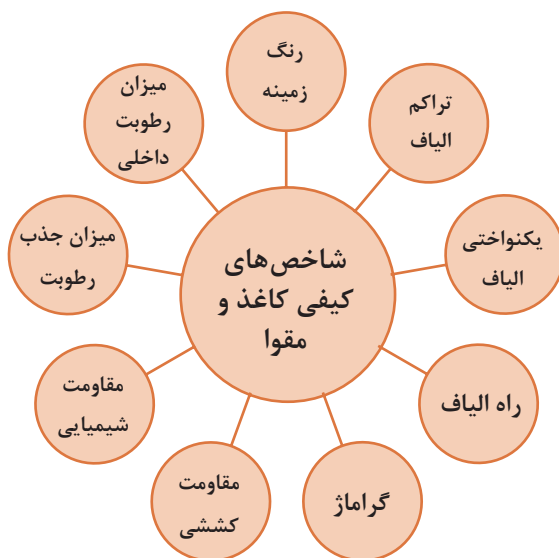 شاخص‌های
کیفی کاغذ و
مقوا
رنگ
زمینه
تراکم
الیاف
یکنواختی
الیاف
راه الیاف
گراماژ
مقاومت
کششی
مقاومت
شیمیایی
میزان جذب
رطوبت
میزان
رطوبت
داخلی